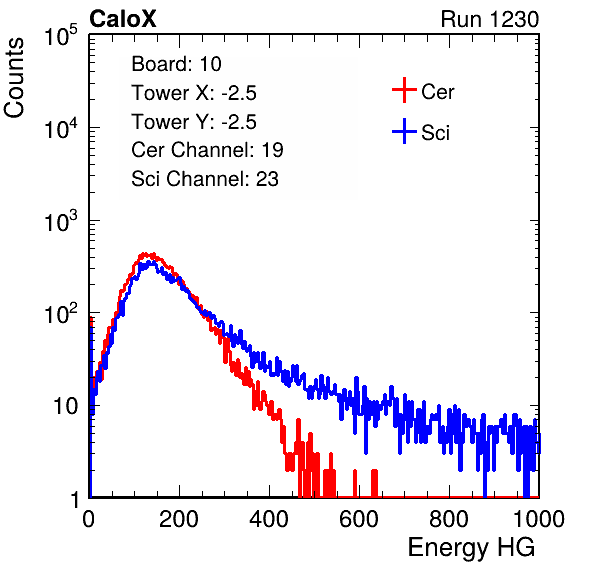 CaloX Run 1230
Counts
Board: 10
Tower X: -2.5
Tower Y: -2.5
Cer Channel: 19
Sci Channel: 23
Cer
Sci
10^5
10^4
10^3
10^2
10
1
0 200 400 600 800 1000
Energy HG